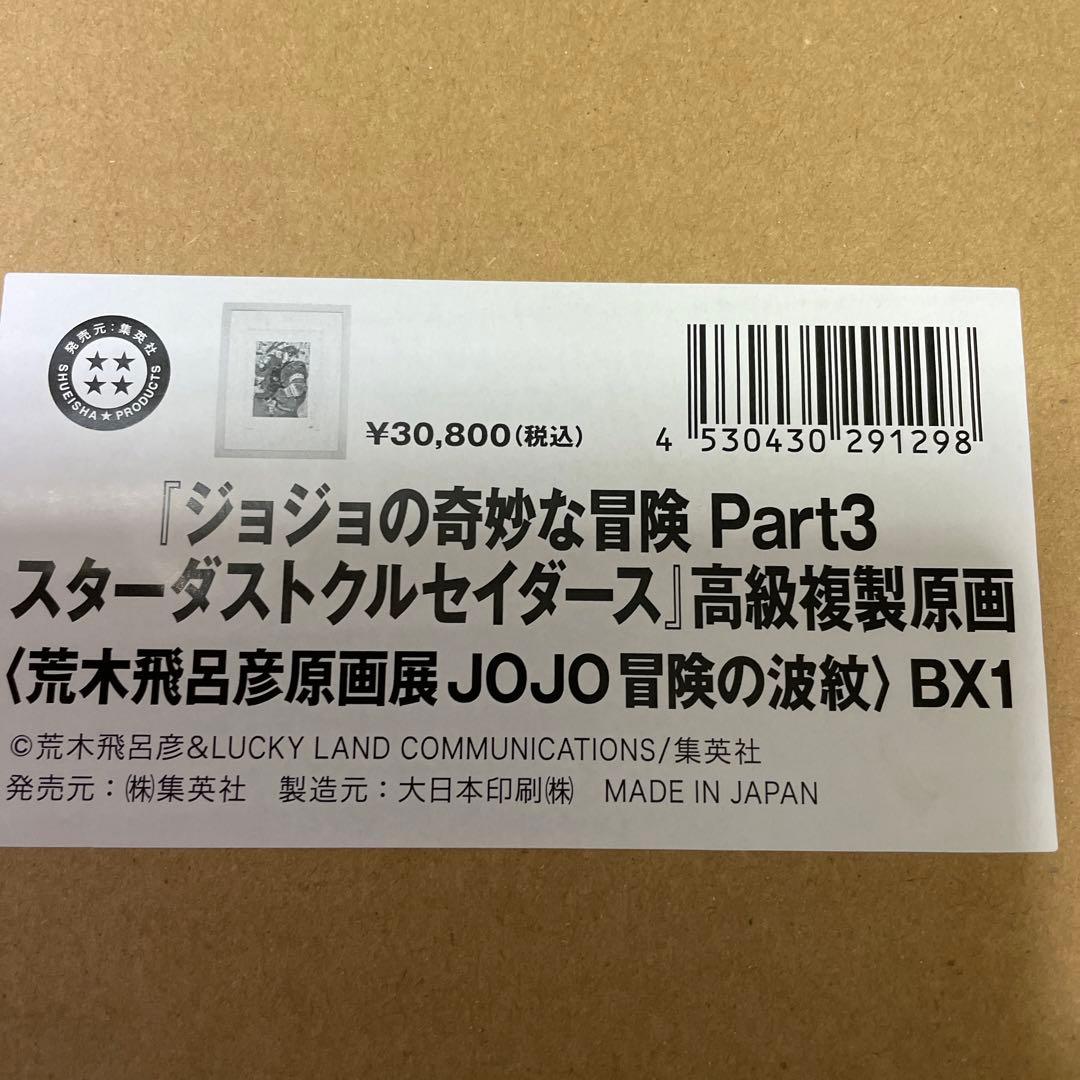 発売元：集英社
SHUEISHA★PRODUCTS
¥30,800(税込)
4 530430 291298
『ジョジョの奇妙な冒険 Part3
スターダストクルセイダース』高級複製原画
〈荒木飛呂彦原画展 JOJO 冒険の波紋〉 BX1
©荒木飛呂彦&LUCKY LAND COMMUNICATIONS/集英社
発売元：㈱集英社　製造元：大日本印刷㈱　MADE IN JAPAN